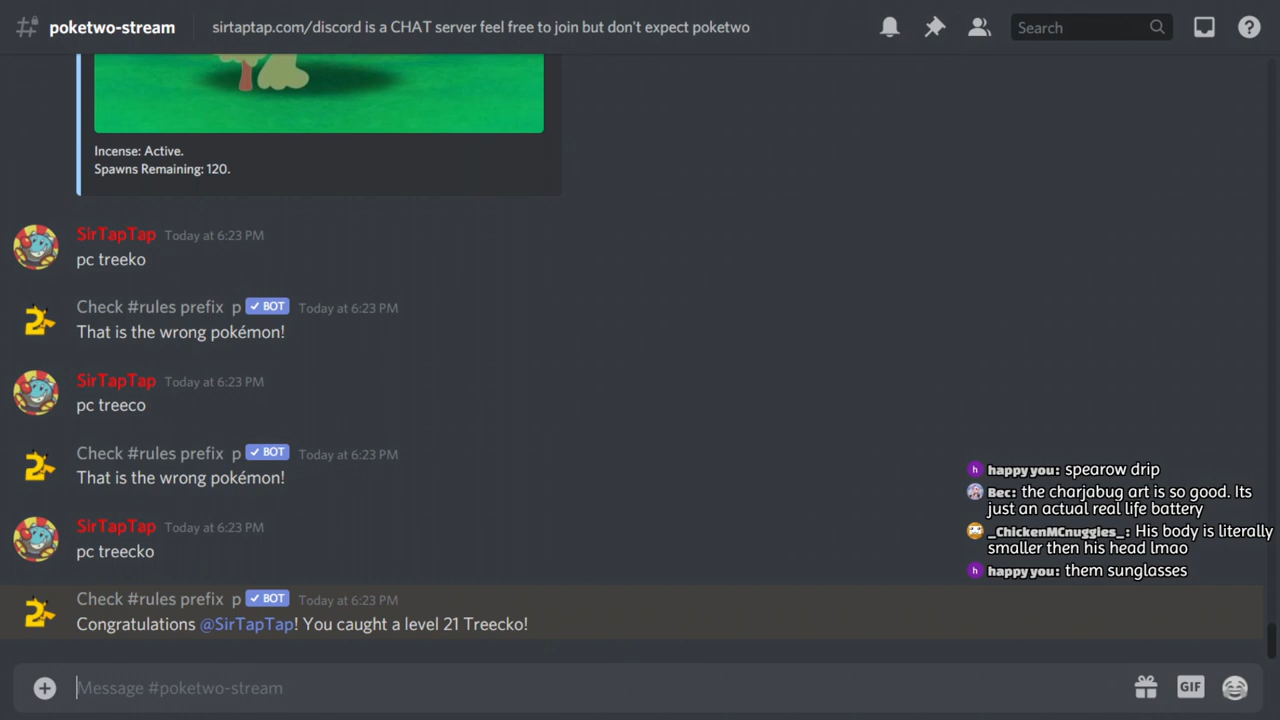 poketwo-stream
sirtaptap.com/discord is a CHAT server feel free to join but don't expect poketwo
Search
Incense: Active.
Spawns Remaining: 120.
SirTapTap Today at 6:23 PM
pc treeko
Check #rules prefix p BOT Today at 6:23 PM
That is the wrong pokémon!
SirTapTap Today at 6:23 PM
pc treeco
Check #rules prefix p BOT Today at 6:23 PM
That is the wrong pokémon!
SirTapTap Today at 6:23 PM
pc treecko
Check #rules prefix p BOT Today at 6:23 PM
Congratulations @SirTapTap! You caught a level 21 Treecko!
h happy you: spearow drip
Bec: the charjabug art is so good. Its
just an actual real life battery
_ChickenMCnuggies_: His body is literally
smaller then his head lmao
h happy you: them sunglasses
Message #poketwo-stream
GIF